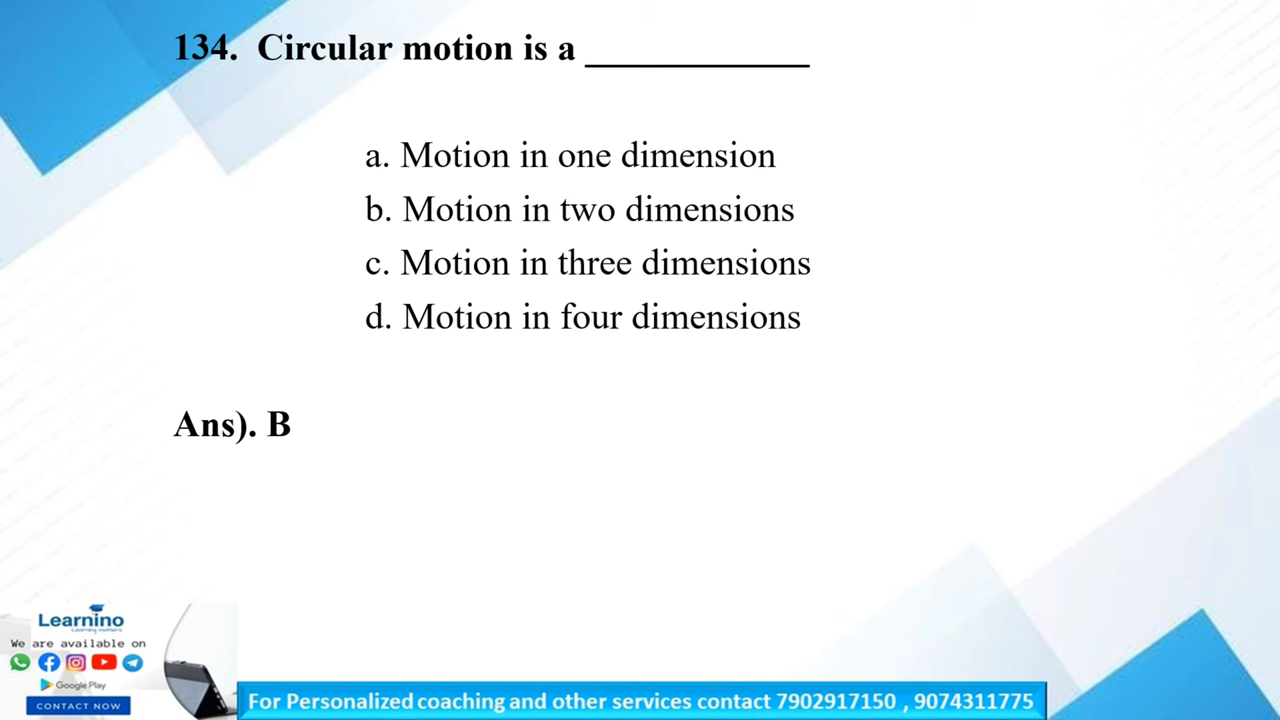 134. Circular motion is a ____________
a. Motion in one dimension
b. Motion in two dimensions
c. Motion in three dimensions
d. Motion in four dimensions
Ans). B
Learnino
Learning matters
We are available on
Google Play
CONTACT NOW
For Personalized coaching and other services contact 7902917150 , 9074311775